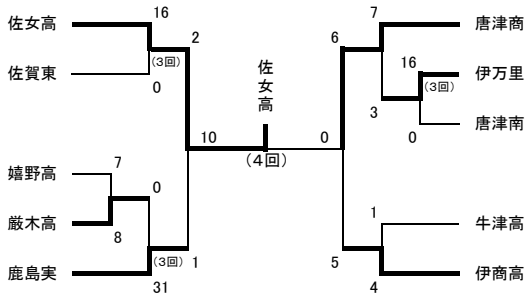 佐女高
16
2
(3回)
佐賀東
0
10
佐女高
(4回)
嬉野高
7
0
厳木高
8
(3回)
1
鹿島実
31
7
唐津商
6
16
伊万里
(3回)
3
唐津南
0
0
1
牛津高
5
伊商高
4